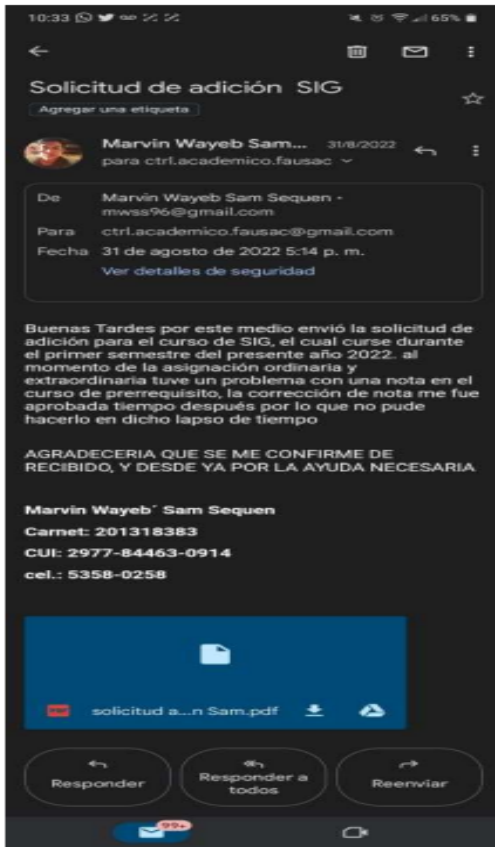 10:33
65%
Solicitud de adición SIG
Agregar una etiqueta
Marvin Wayeb Sam... 31/8/2022
para ctrl.academico.fausac
De Marvin Wayeb Sam Sequen -
mwss96@gmail.com
Para ctrl.academico.fausac@gmail.com
Fecha 31 de agosto de 2022 5:14 p. m.
Ver detalles de seguridad
Buenas Tardes por este medio envió la solicitud de
adición para el curso de SIG, el cual curse durante
el primer semestre del presente año 2022. al
momento de la asignación ordinaria y
extraordinaria tuve un problema con una nota en el
curso de prerrequisito, la corrección de nota me fue
aprobada tiempo después por lo que no pude
hacerlo en dicho lapso de tiempo
AGRADECERIA QUE SE ME CONFIRME DE
RECIBIDO, Y DESDE YA POR LA AYUDA NECESARIA
Marvin Wayeb´ Sam Sequen
Carnet: 201318383
CUI: 2977-84463-0914
cel.: 5358-0258
solicitud a...n Sam.pdf
Responder
Responder a
todos
Reenviar
99+